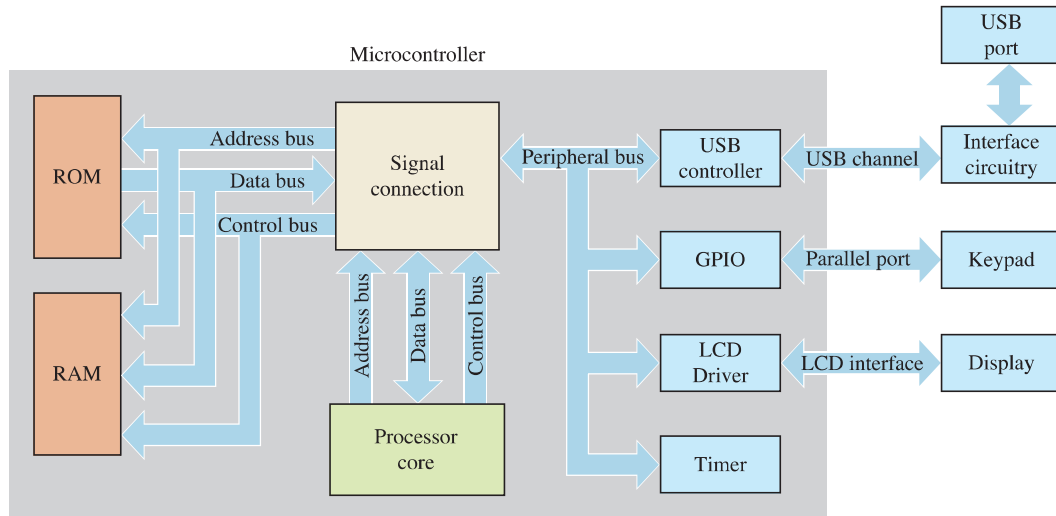 USB
port
Microcontroller
ROM
Address bus
Data bus
Control bus
Signal
connection
Peripheral bus
USB
controller
USB channel
Interface
circuitry
GPIO
Parallel port
Keypad
RAM
Address bus
Data bus
Control bus
LCD
Driver
LCD interface
Display
Processor
core
Timer